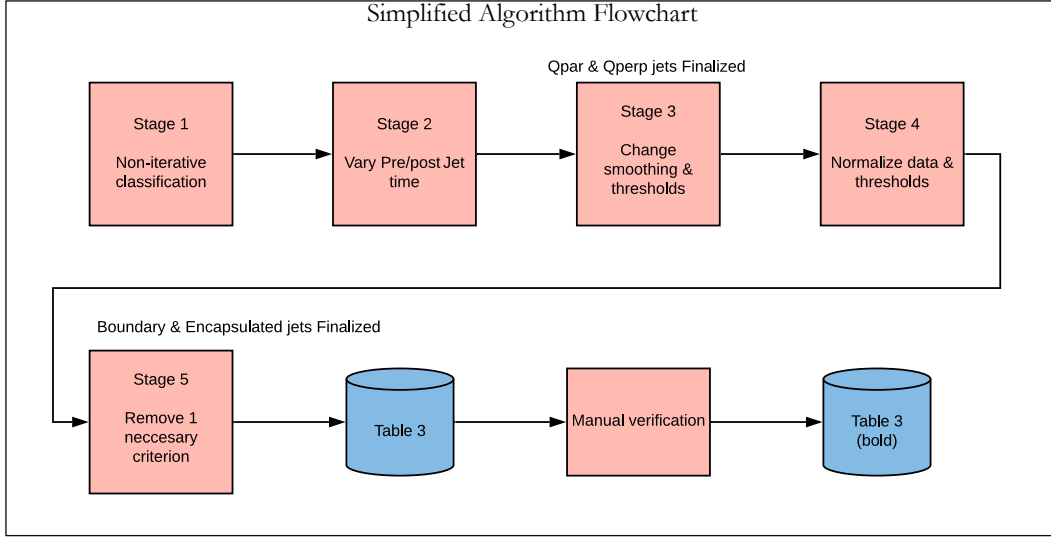 Simplified Algorithm Flowchart
Qpar & Qperp jets Finalized
Stage 1
Non-iterative
classification
Stage 2
Vary Pre/post Jet
time
Stage 3
Change
smoothing &
thresholds
Stage 4
Normalize data &
thresholds
Boundary & Encapsulated jets Finalized
Stage 5
Remove 1
neccesary
criterion
Table 3
Manual verification
Table 3
(bold)